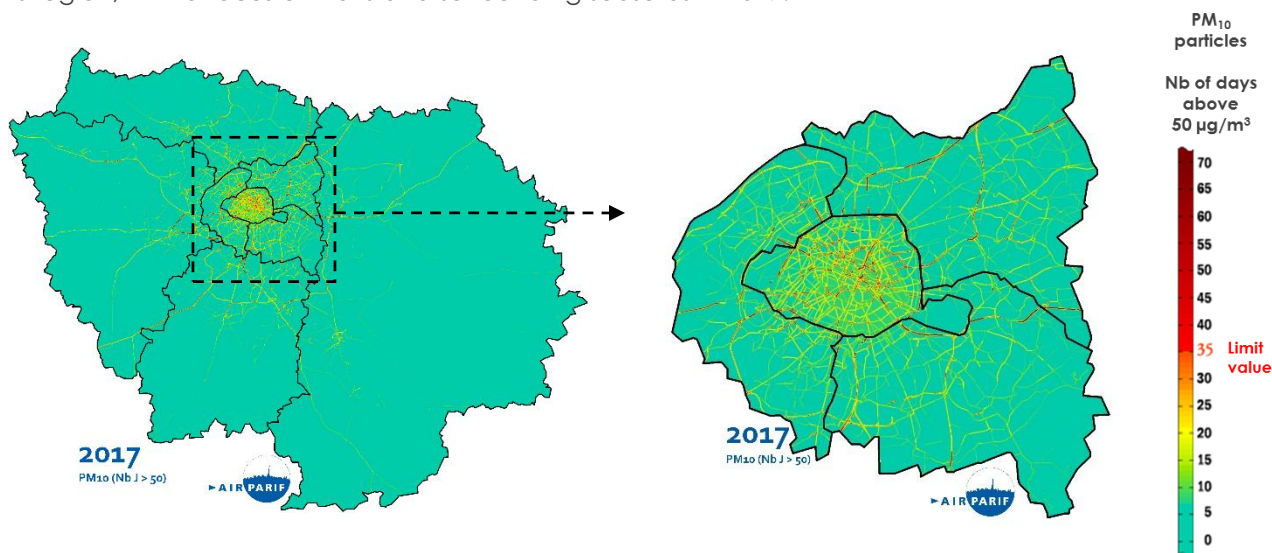 PM₁₀
particles
Nb of days
above
50 µg/m³
70
65
60
55
50
45
40
35 Limit
value
30
25
20
15
10
5
0
2017
PM10 (Nb J > 50)
AIRPARIF
2017
PM10 (Nb J > 50)
AIRPARIF